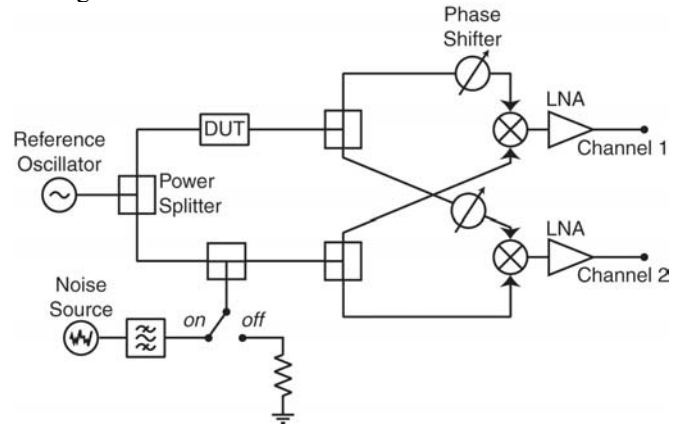 Phase
Shifter
LNA
DUT
Reference
Oscillator
Channel 1
Power
Splitter
LNA
Noise
Source
on
off
Channel 2